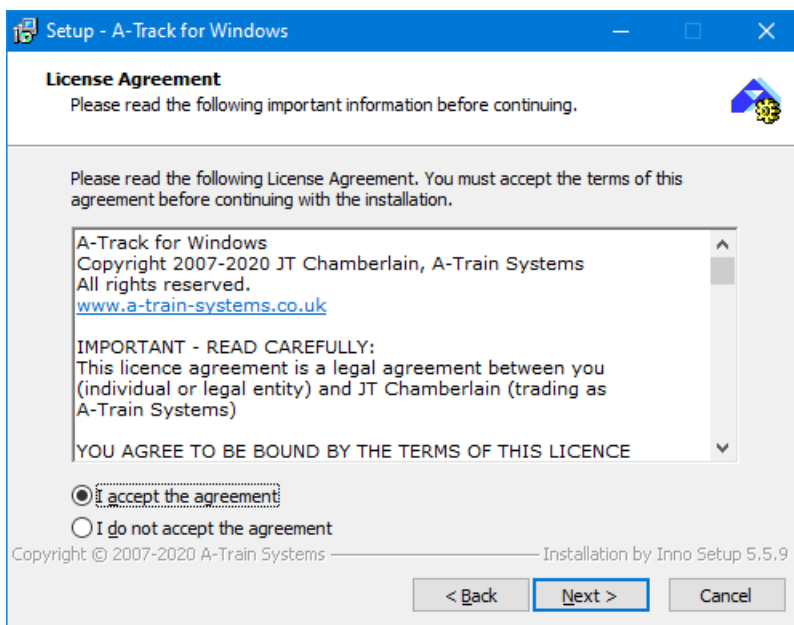 Setup - A-Track for Windows
License Agreement
Please read the following important information before continuing.
Please read the following License Agreement. You must accept the terms of this
agreement before continuing with the installation.
A-Track for Windows
Copyright 2007-2020 JT Chamberlain, A-Train Systems
All rights reserved.
www.a-train-systems.co.uk
IMPORTANT - READ CAREFULLY:
This licence agreement is a legal agreement between you
(individual or legal entity) and JT Chamberlain (trading as
A-Train Systems)
YOU AGREE TO BE BOUND BY THE TERMS OF THIS LICENCE
I accept the agreement
I do not accept the agreement
Copyright © 2007-2020 A-Train Systems Installation by Inno Setup 5.5.9
< Back Next > Cancel